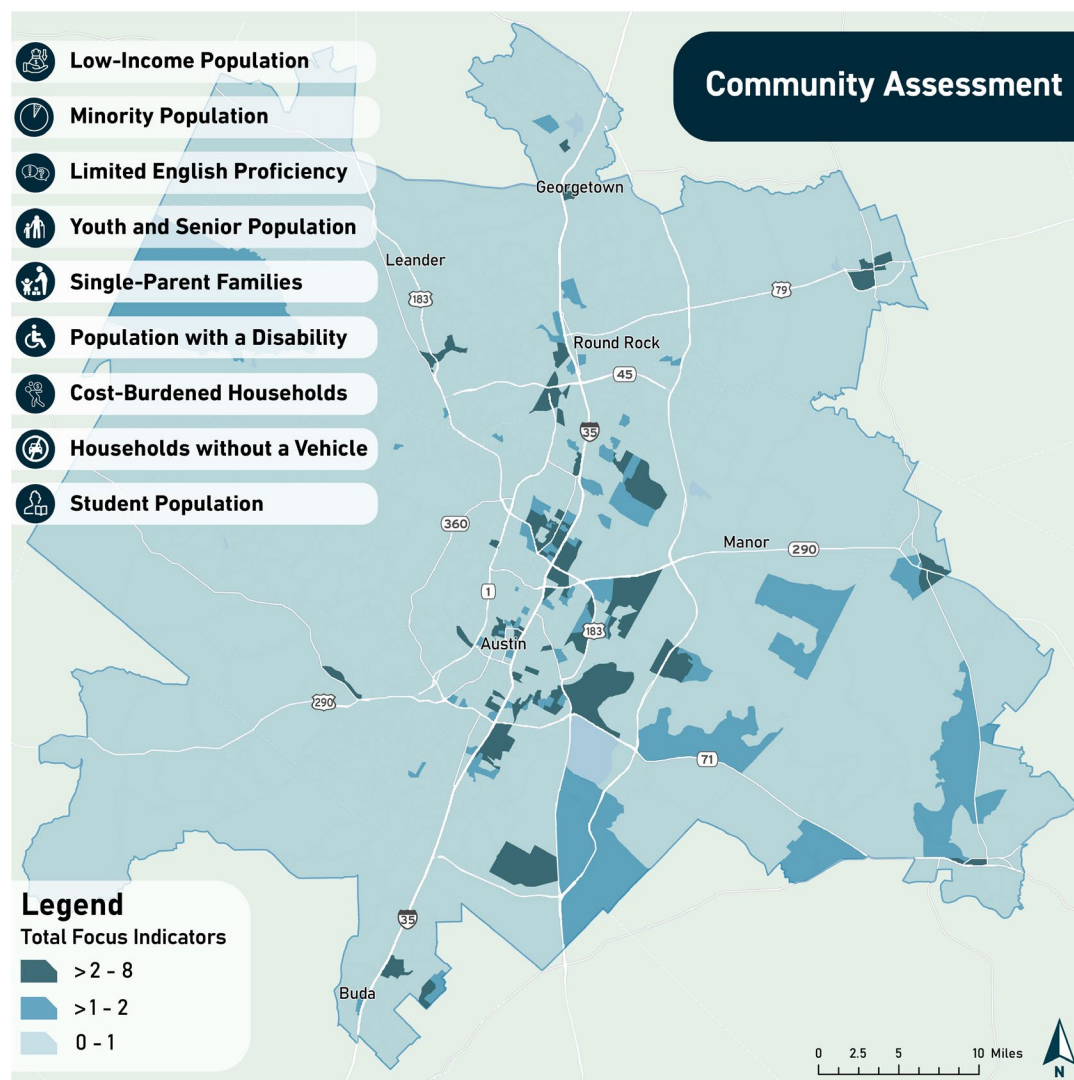 Community Assessment
Low-Income Population
Minority Population
Limited English Proficiency
Youth and Senior Population
Single-Parent Families
Population with a Disability
Cost-Burdened Households
Households without a Vehicle
Student Population
Georgetown
Leander
183
79
Round Rock
45
35
360
Manor
290
1
183
Austin
290
71
35
Buda
Legend
Total Focus Indicators
>2 - 8
>1 - 2
0 - 1
0 2.5 5 10 Miles
N